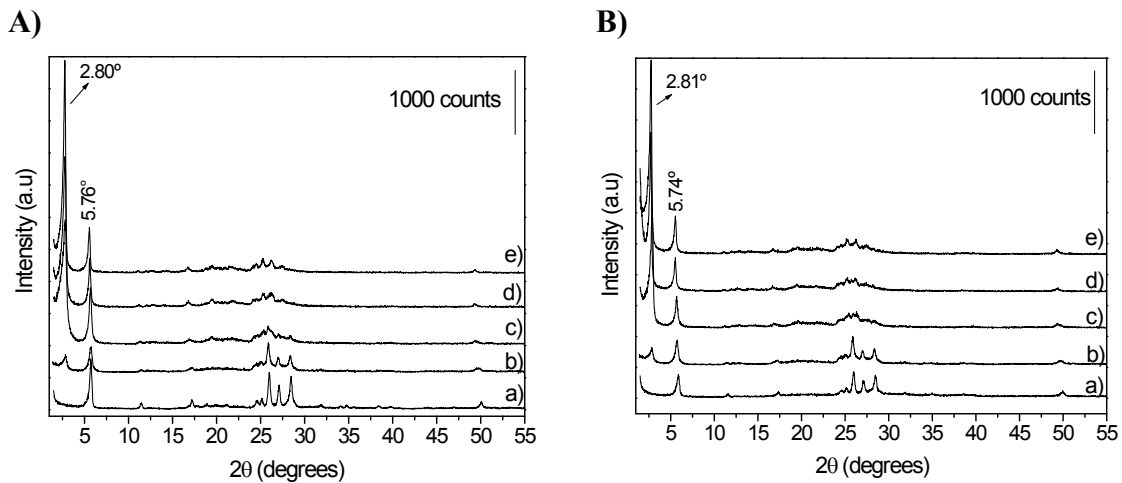 A)
2.80º
1000 counts
5.76°
Intensity (a.u)
e)
d)
c)
b)
a)
5 10 15 20 25 30 35 40 45 50 55
2θ (degrees)
B)
2.81º
1000 counts
5.74º
Intensity (a.u)
e)
d)
c)
b)
a)
5 10 15 20 25 30 35 40 45 50 55
2θ (degrees)